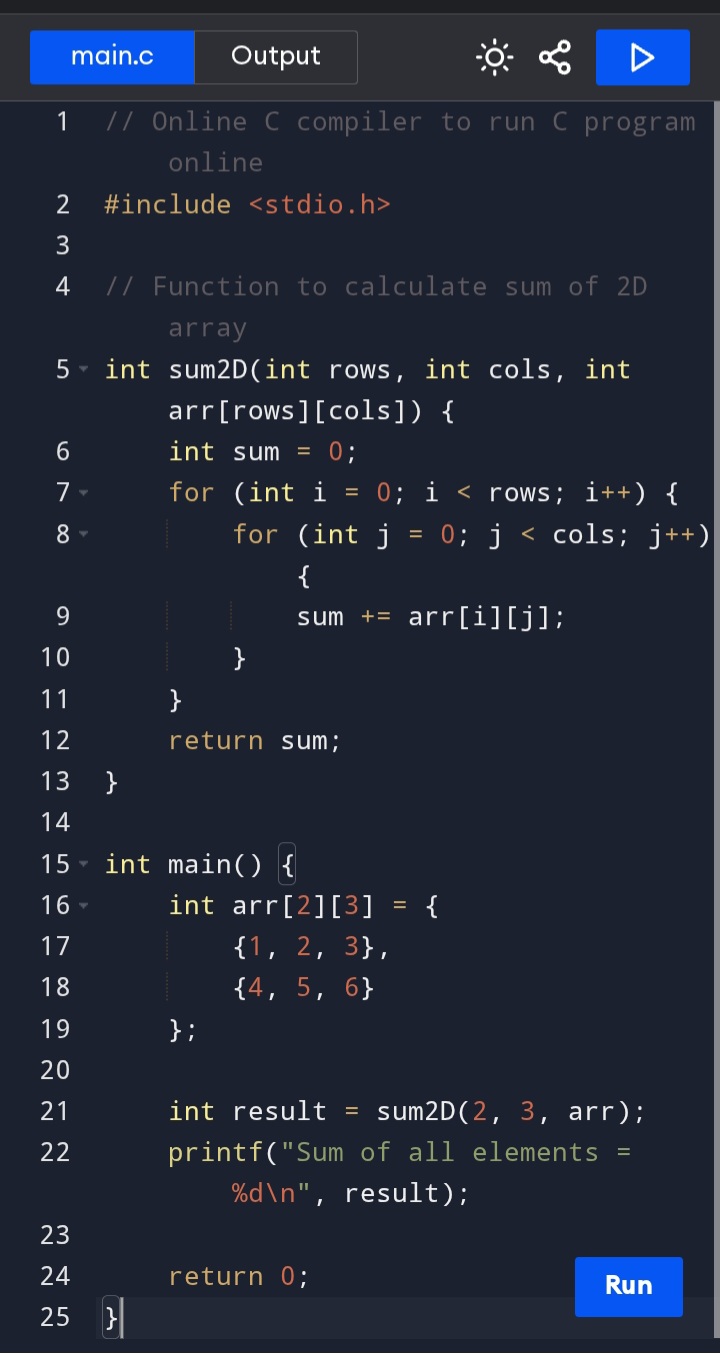 main.c Output
1 // Online C compiler to run C program
online
2 #include <stdio.h>
3
4 // Function to calculate sum of 2D
array
5 int sum2D(int rows, int cols, int
arr[rows][cols]) {
6 int sum = 0;
7 for (int i = 0; i < rows; i++) {
8 for (int j = 0; j < cols; j++)
{
9 sum += arr[i][j];
10 }
11 }
12 return sum;
13 }
14
15 int main() {
16 int arr[2][3] = {
17 {1, 2, 3},
18 {4, 5, 6}
19 };
20
21 int result = sum2D(2, 3, arr);
22 printf("Sum of all elements =
%d\n", result);
23
24 return 0;
Run
25 }